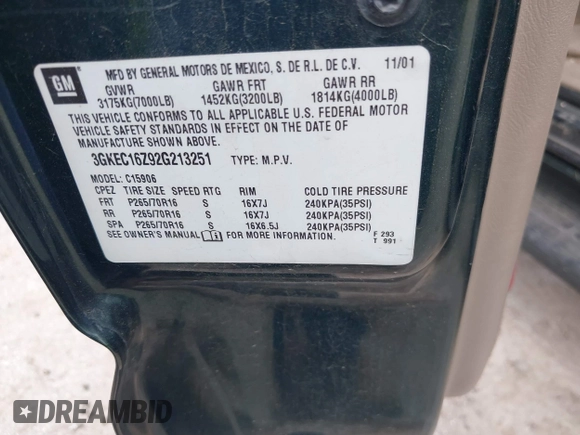 GM
MFD BY GENERAL MOTORS DE MEXICO, S. DE R.L. DE C.V. 11/01
GVWR GAWR FRT GAWR RR
3175KG(7000LB) 1452KG(3200LB) 1814KG(4000LB)
THIS VEHICLE CONFORMS TO ALL APPLICABLE U.S. FEDERAL MOTOR
VEHICLE SAFETY STANDARDS IN EFFECT ON THE DATE OF
MANUFACTURE SHOWN ABOVE.
3GKEC16Z92G213251 TYPE: M.P.V.
MODEL: C15906
CPEZ TIRE SIZE SPEED RTG RIM COLD TIRE PRESSURE
FRT P265/70R16 S 16X7J 240KPA(35PSI)
RR P265/70R16 S 16X7J 240KPA(35PSI)
SPA P265/70R16 S 16X6.5J 240KPA(35PSI)
SEE OWNER'S MANUAL FOR MORE INFORMATION F 293
T 991
DREAMBID